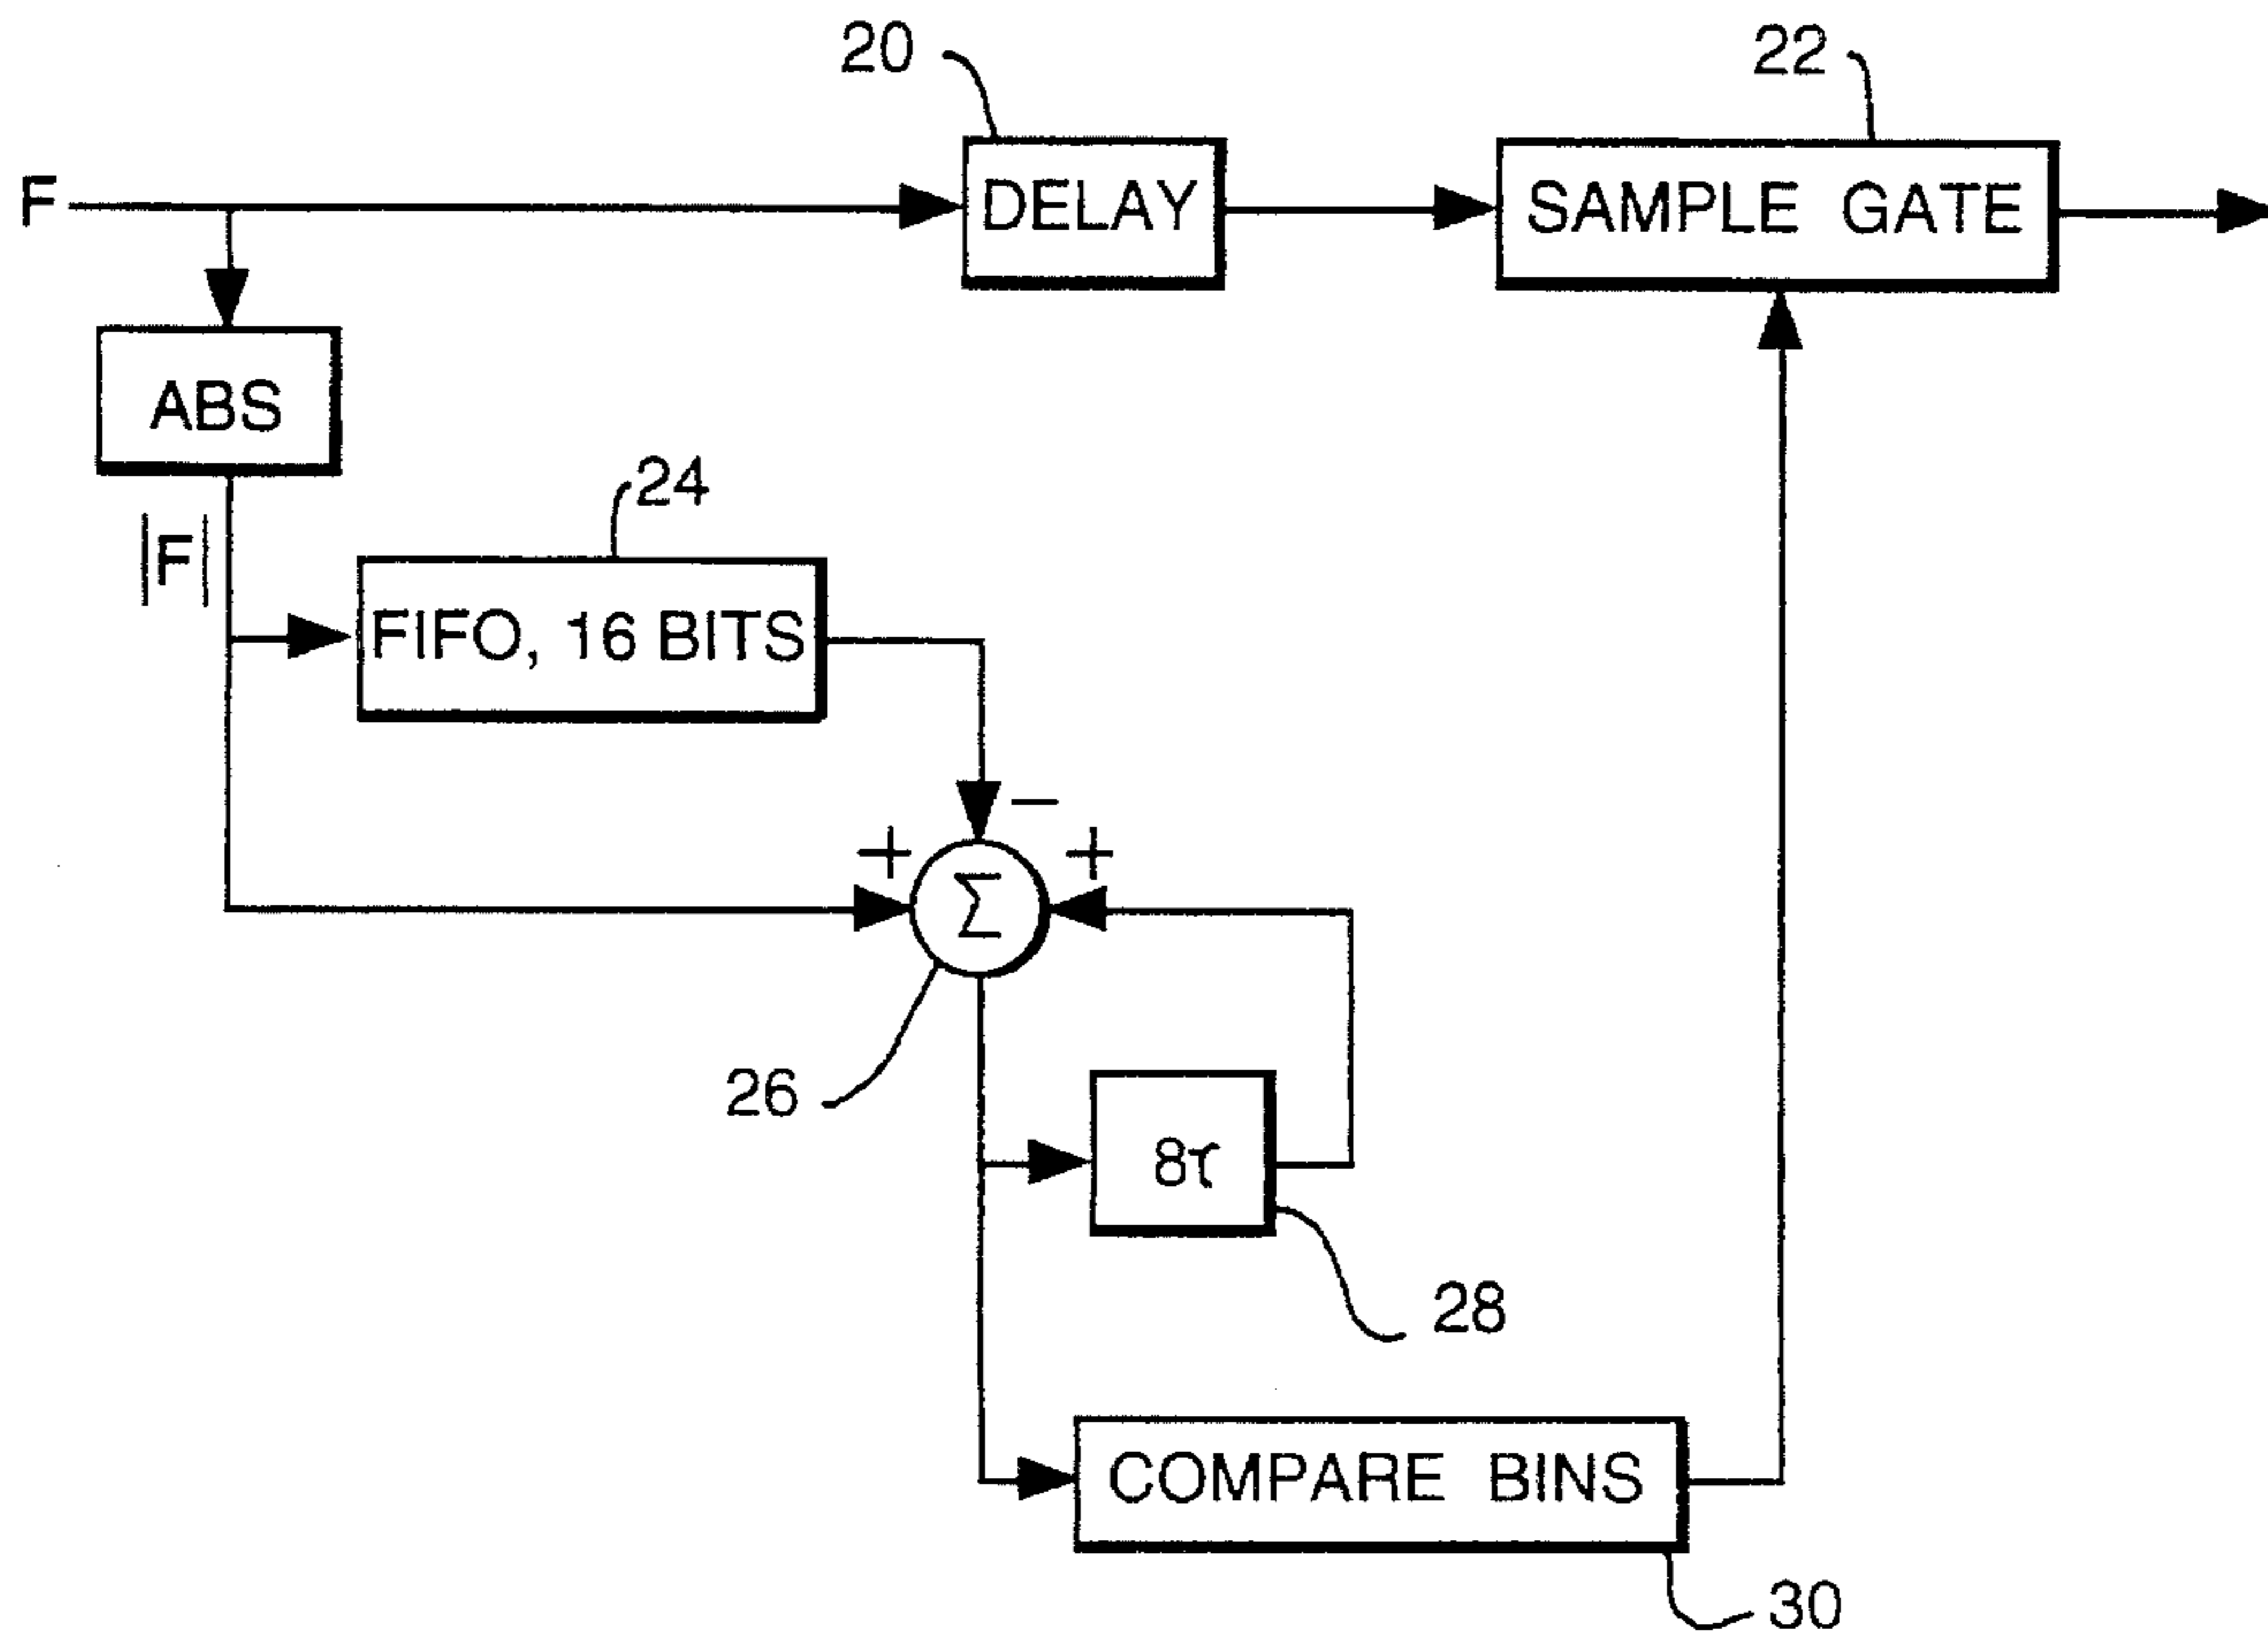 20
22
F
DELAY
SAMPLE GATE
ABS
24
|F|
FIFO, 16 BITS
−
+
+
Σ
26
8τ
28
COMPARE BINS
30